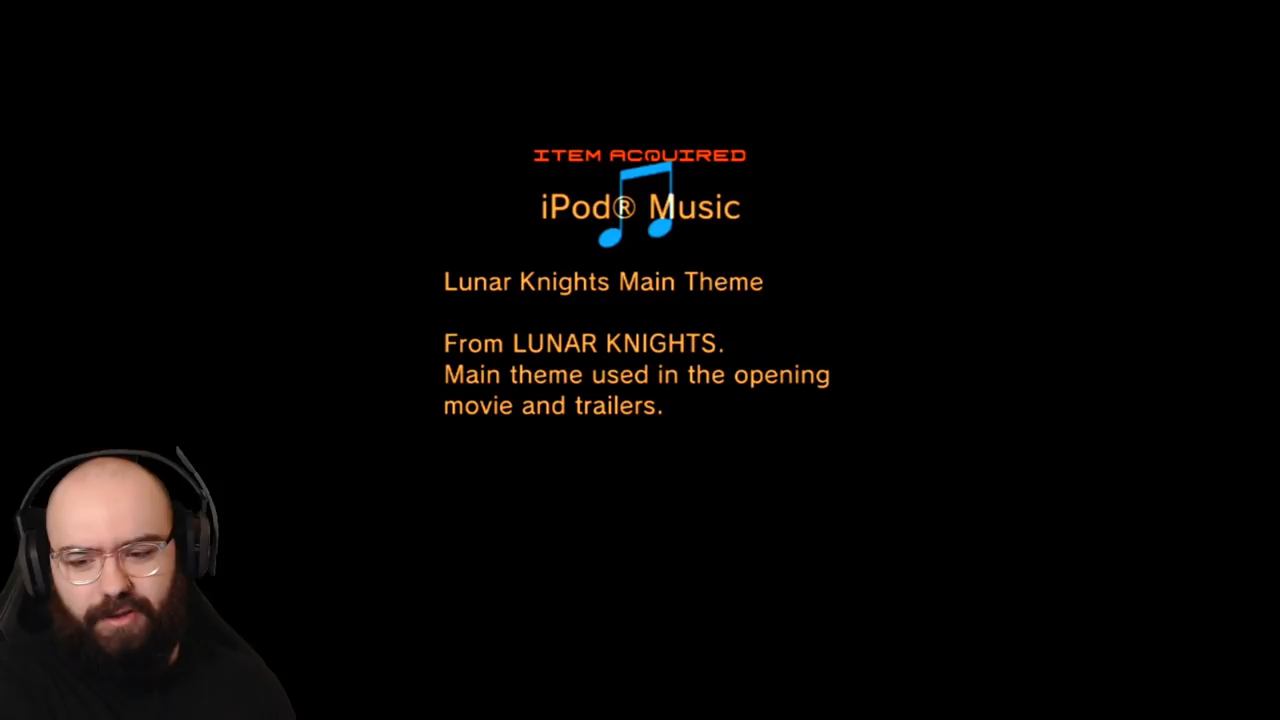 ITEM ACQUIRED
iPod® Music
Lunar Knights Main Theme
From LUNAR KNIGHTS.
Main theme used in the opening
movie and trailers.